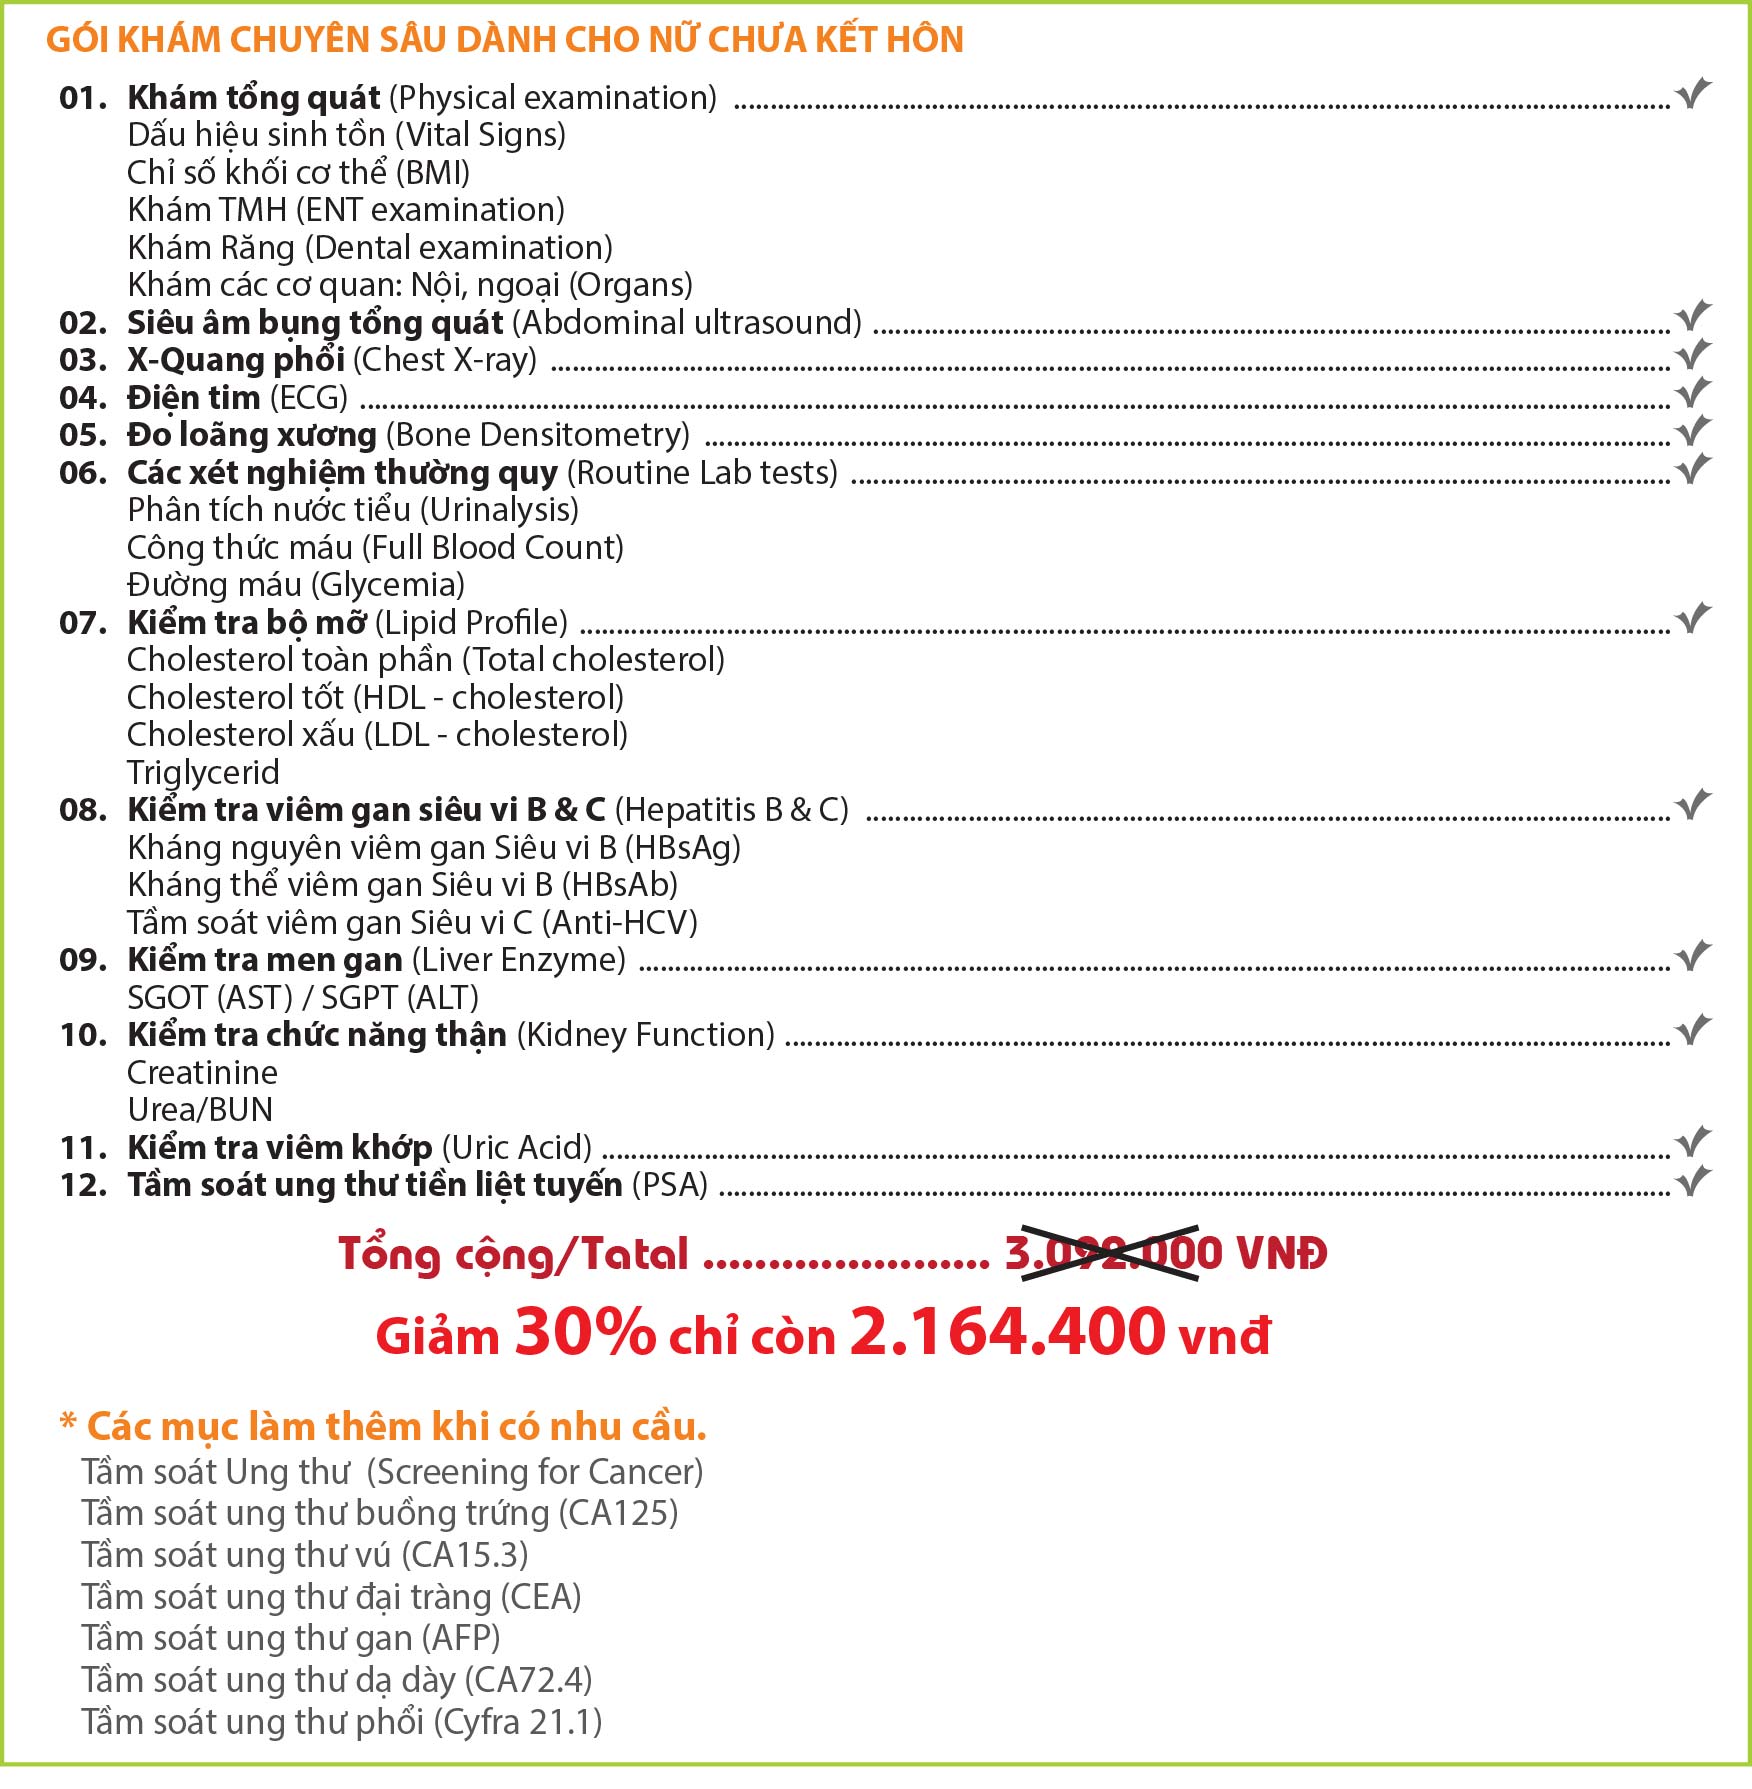 GÓI KHÁM CHUYÊN SÂU DÀNH CHO NỮ CHƯA KẾT HÔN
01. Khám tổng quát (Physical examination) ........................ ✓
Dấu hiệu sinh tồn (Vital Signs)
Chỉ số khối cơ thể (BMI)
Khám TMH (ENT examination)
Khám Răng (Dental examination)
Khám các cơ quan: Nội, ngoại (Organs)
02. Siêu âm bụng tổng quát (Abdominal ultrasound) ........................ ✓
03. X-Quang phổi (Chest X-ray) ........................ ✓
04. Điện tim (ECG) ........................ ✓
05. Đo loãng xương (Bone Densitometry) ........................ ✓
06. Các xét nghiệm thường quy (Routine Lab tests) ........................ ✓
Phân tích nước tiểu (Urinalysis)
Công thức máu (Full Blood Count)
Đường máu (Glycemia)
07. Kiểm tra bộ mỡ (Lipid Profile) ........................ ✓
Cholesterol toàn phần (Total cholesterol)
Cholesterol tốt (HDL - cholesterol)
Cholesterol xấu (LDL - cholesterol)
Triglycerid
08. Kiểm tra viêm gan siêu vi B & C (Hepatitis B & C) ........................ ✓
Kháng nguyên viêm gan Siêu vi B (HBsAg)
Kháng thể viêm gan Siêu vi B (HBsAb)
Tầm soát viêm gan Siêu vi C (Anti-HCV)
09. Kiểm tra men gan (Liver Enzyme) ........................ ✓
SGOT (AST) / SGPT (ALT)
10. Kiểm tra chức năng thận (Kidney Function) ........................ ✓
Creatinine
Urea/BUN
11. Kiểm tra viêm khớp (Uric Acid) ........................ ✓
12. Tầm soát ung thư tiền liệt tuyến (PSA) ........................ ✓
Tổng cộng/Tatal ...................... 3.092.000 VNĐ
Giảm 30% chỉ còn 2.164.400 vnđ
* Các mục làm thêm khi có nhu cầu.
Tầm soát Ung thư (Screening for Cancer)
Tầm soát ung thư buồng trứng (CA125)
Tầm soát ung thư vú (CA15.3)
Tầm soát ung thư đại tràng (CEA)
Tầm soát ung thư gan (AFP)
Tầm soát ung thư dạ dày (CA72.4)
Tầm soát ung thư phổi (Cyfra 21.1)